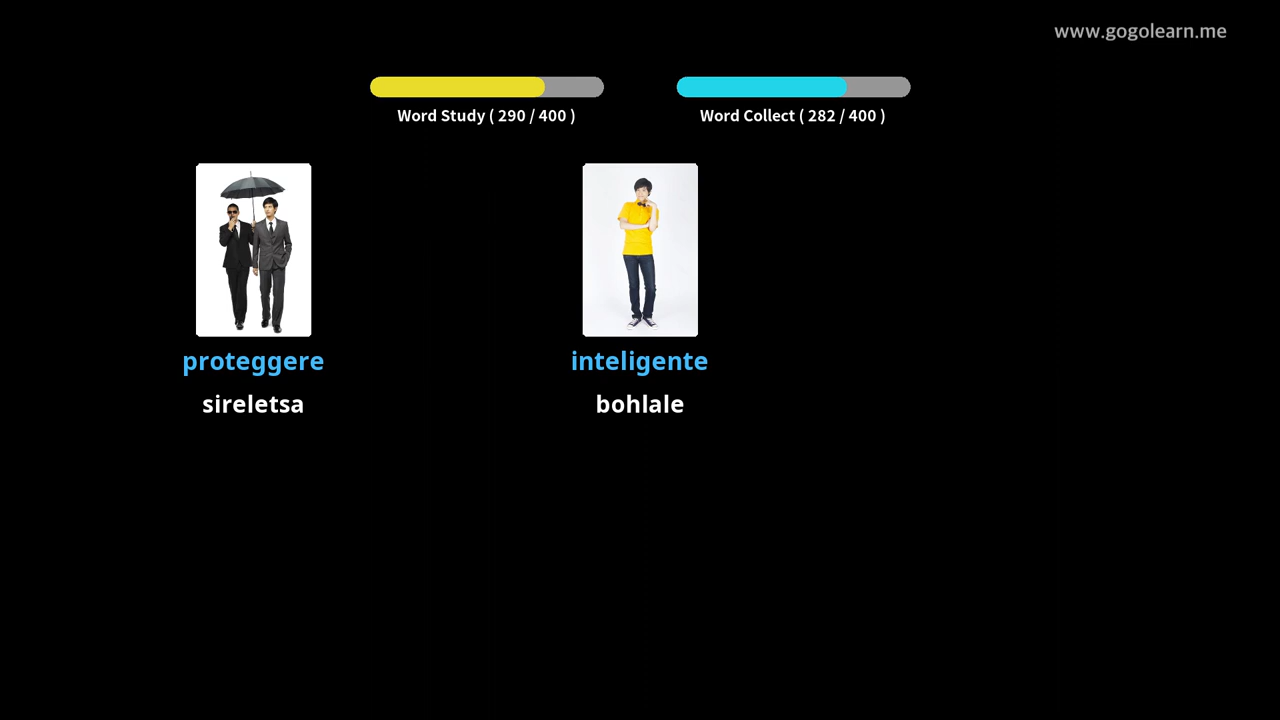 www.gogolearn.me
Word Study ( 290 / 400 )
Word Collect ( 282 / 400 )
proteggere
inteligente
sireletsa
bohlale